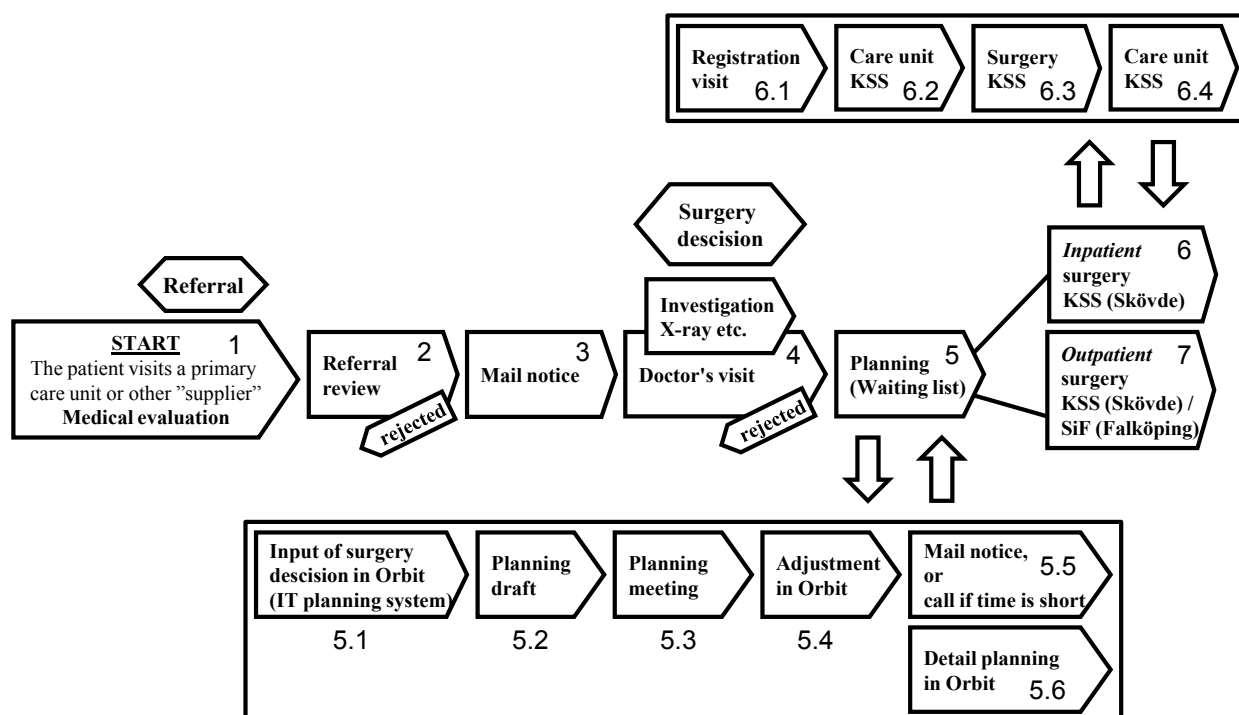 Registration
visit
6.1
Care unit
KSS
6.2
Surgery
KSS
6.3
Care unit
KSS
6.4
Referral
Surgery
descision
START
1
The patient visits a primary
care unit or other ”supplier”
Medical evaluation
Referral
review
2
rejected
Mail notice
3
Investigation
X-ray etc.
Doctor's visit
4
rejected
Planning
(Waiting list)
5
Inpatient
surgery
KSS (Skövde)
6
Outpatient
surgery
KSS (Skövde) /
SiF (Falköping)
7
Input of surgery
descision in Orbit
(IT planning system)
5.1
Planning
draft
5.2
Planning
meeting
5.3
Adjustment
in Orbit
5.4
Mail notice,
or
call if time is short
5.5
Detail planning
in Orbit
5.6